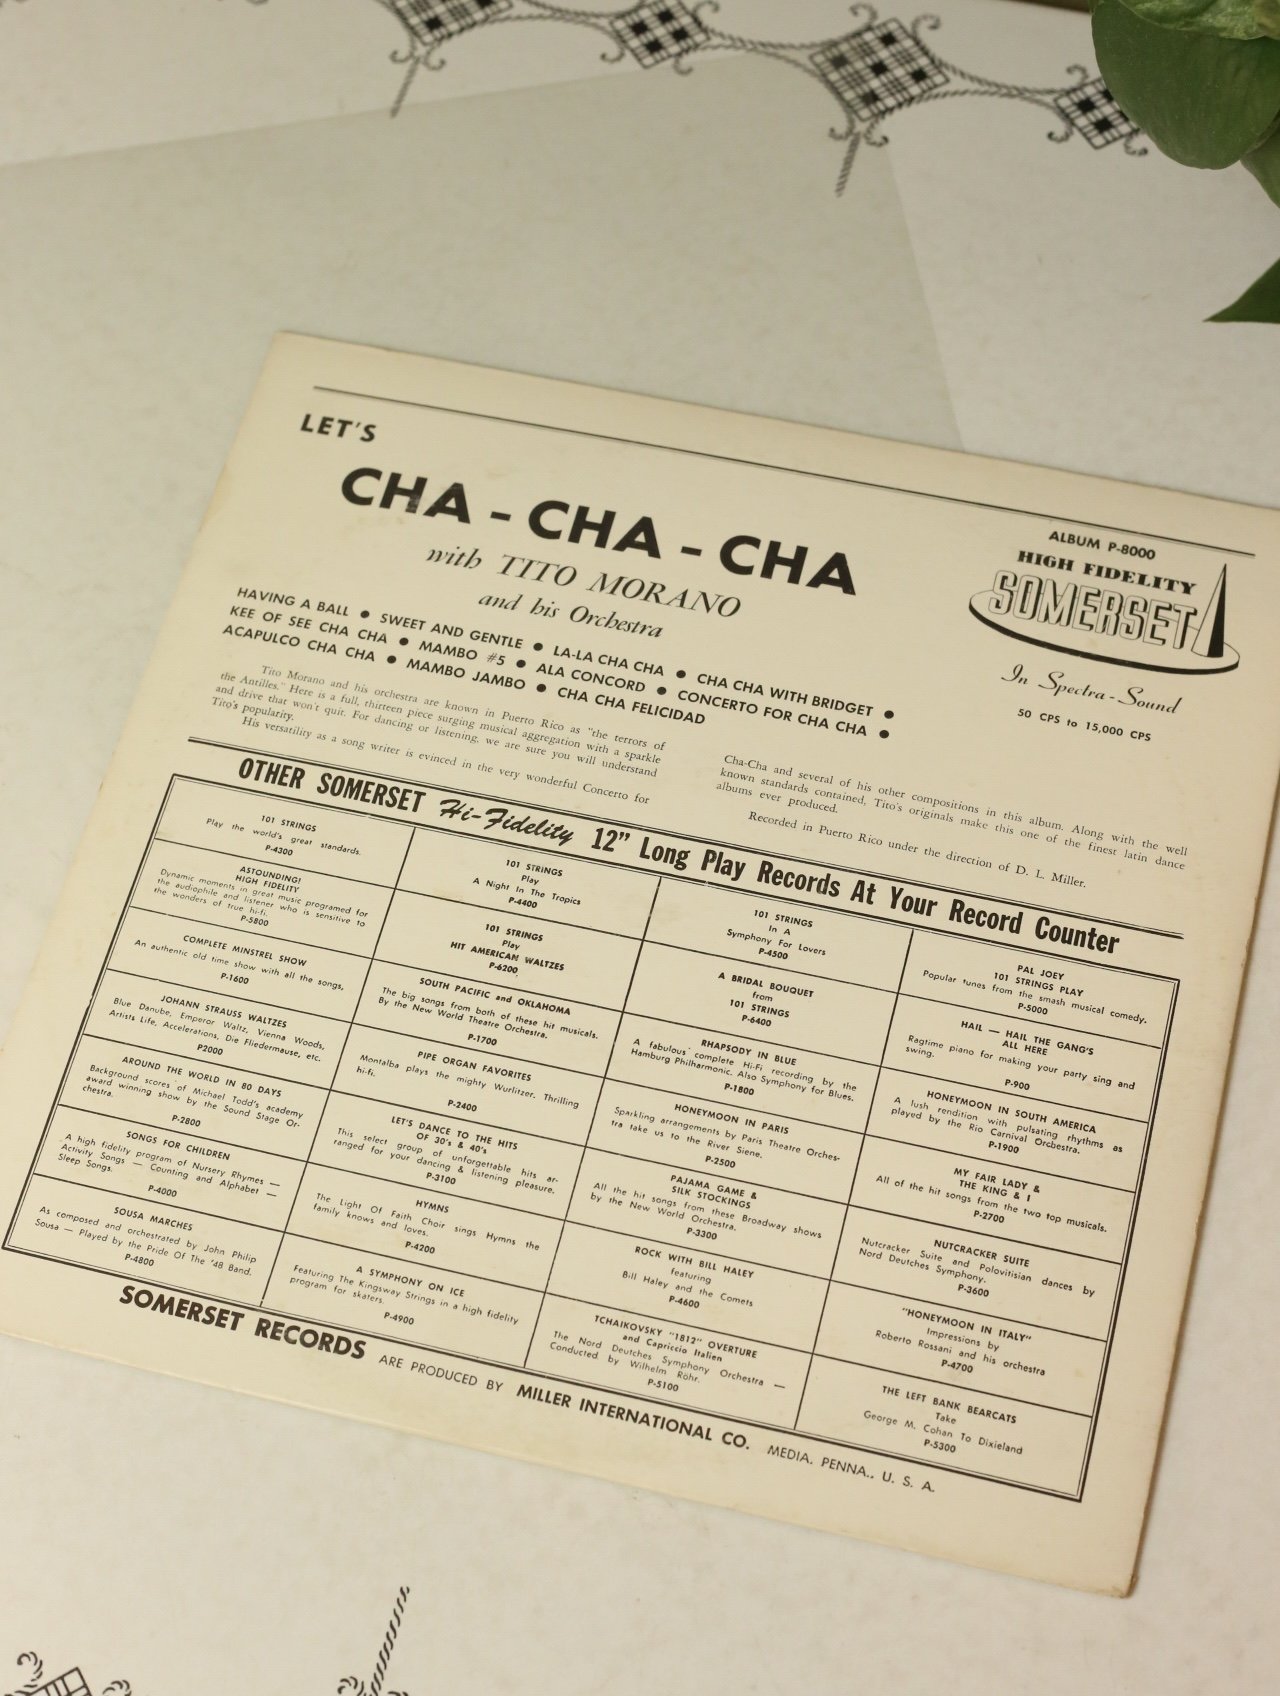 LET'S
CHA - CHA - CHA
with TITO MORANO
and his Orchestra
ALBUM P-8000
HIGH FIDELITY
SOMERSET
In Spectra-Sound
50 CPS to 15,000 CPS
HAVING A BALL ● SWEET AND GENTLE ● LA-LA CHA CHA ● CHA CHA WITH BRIDGET ●
KEE OF SEE CHA CHA ● MAMBO #5 ● ALA CONCORD ● CONCERTO FOR CHA CHA ●
ACAPULCO CHA CHA ● MAMBO JAMBO ● CHA CHA FELICIDAD
Tito Morano and his orchestra are known in Puerto Rico as "the terrors of
the Antilles." Here is a full, thirteen piece surging musical aggregation with a sparkle
and drive that won't quit. For dancing or listening, we are sure you will understand
Tito's popularity.
His versatility as a song writer is evinced in the very wonderful Concerto for
Cha-Cha and several of his other compositions in this album. Along with the well
known standards contained, Tito's originals make this one of the finest latin dance
albums ever produced.
Recorded in Puerto Rico under the direction of D. L. Miller.
OTHER SOMERSET Hi-Fidelity 12" Long Play Records At Your Record Counter
101 STRINGS
Play the world's great standards.
P-4300
101 STRINGS
Play
A Night In The Tropics
P-4400
101 STRINGS
In A
Symphony For Lovers
P-4500
PAL JOEY
101 STRINGS PLAY
Popular tunes from the smash musical comedy.
P-5000
ASTOUNDING!
HIGH FIDELITY
Dynamic moments in great music programed for
the audiophile and listener who is sensitive to
the wonders of true hi-fi.
P-5800
101 STRINGS
Play
HIT AMERICAN WALTZES
P-6200
A BRIDAL BOUQUET
from
101 STRINGS
P-6400
HAIL — HAIL THE GANG'S
ALL HERE
Ragtime piano for making your party sing and
swing.
P-900
COMPLETE MINSTREL SHOW
An authentic old time show with all the songs,
P-1600
SOUTH PACIFIC and OKLAHOMA
The big songs from both of these hit musicals.
By the New World Theatre Orchestra.
P-1700
RHAPSODY IN BLUE
A fabulous complete Hi-Fi recording by the
Hamburg Philharmonic. Also Symphony for Blues.
P-1800
HONEYMOON IN SOUTH AMERICA
A lush rendition with pulsating rhythms as
played by the Rio Carnival Orchestra.
P-1900
JOHANN STRAUSS WALTZES
Blue Danube, Emperor Waltz, Vienna Woods,
Artists Life, Accelerations, Die Fliedermause, etc.
P2000
PIPE ORGAN FAVORITES
Montalba plays the mighty Wurlitzer. Thrilling
hi-fi.
P-2400
HONEYMOON IN PARIS
Sparkling arrangements by Paris Theatre Orches-
tra take us to the River Siene.
P-2500
MY FAIR LADY &
THE KING & I
All of the hit songs from the two top musicals.
P-2700
AROUND THE WORLD IN 80 DAYS
Background scores of Michael Todd's academy
award winning show by the Sound Stage Or-
chestra.
P-2800
LET'S DANCE TO THE HITS
OF 30's & 40's
This select group of unforgettable hits ar-
ranged for your dancing & listening pleasure.
P-3100
PAJAMA GAME &
SILK STOCKINGS
All the hit songs from these Broadway shows
by the New World Orchestra.
P-3300
NUTCRACKER SUITE
Nutcracker Suite and Polovitisian dances by
Nord Deutches Symphony.
P-3600
SONGS FOR CHILDREN
A high fidelity program of Nursery Rhymes —
Activity Songs — Counting and Alphabet —
Sleep Songs.
P-4000
HYMNS
The Light Of Faith Choir sings Hymns the
family knows and loves.
P-4200
ROCK WITH BILL HALEY
featuring
Bill Haley and the Comets
P-4600
"HONEYMOON IN ITALY"
Impressions by
Roberto Rossani and his orchestra
P-4700
SOUSA MARCHES
As composed and orchestrated by John Philip
Sousa — Played by the Pride Of The '48 Band.
P-4800
A SYMPHONY ON ICE
Featuring The Kingsway Strings in a high fidelity
program for skaters.
P-4900
TCHAIKOVSKY "1812" OVERTURE
and Capriccio Italien
The Nord Deutches Symphony Orchestra —
Conducted by Wilhelm Röhr.
P-5100
THE LEFT BANK BEARCATS
Take
George M. Cohan To Dixieland
P-5300
SOMERSET RECORDS ARE PRODUCED BY MILLER INTERNATIONAL CO. MEDIA. PENNA., U. S. A.